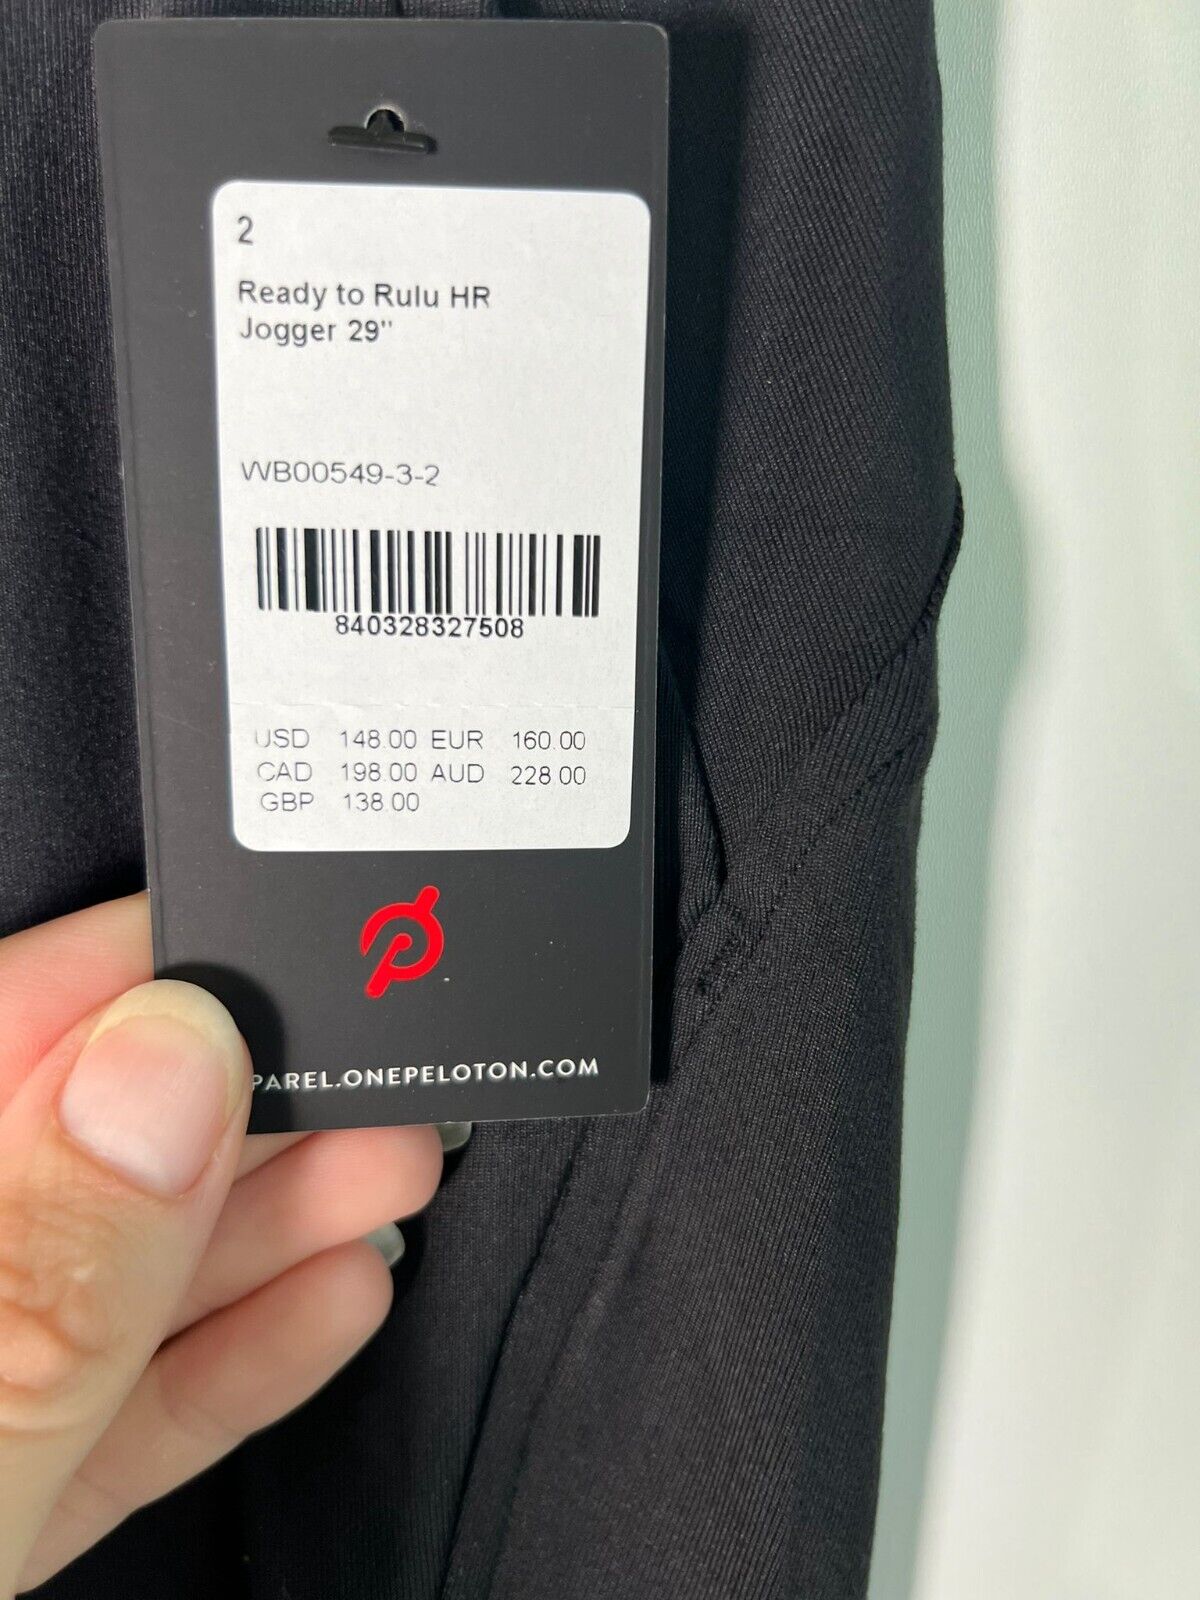 2
Ready to Rulu HR
Jogger 29"
WB00549-3-2
840328327508
USD 148.00 EUR 160.00
CAD 198.00 AUD 228.00
GBP 138.00
PAREL.ONEPELOTON.COM